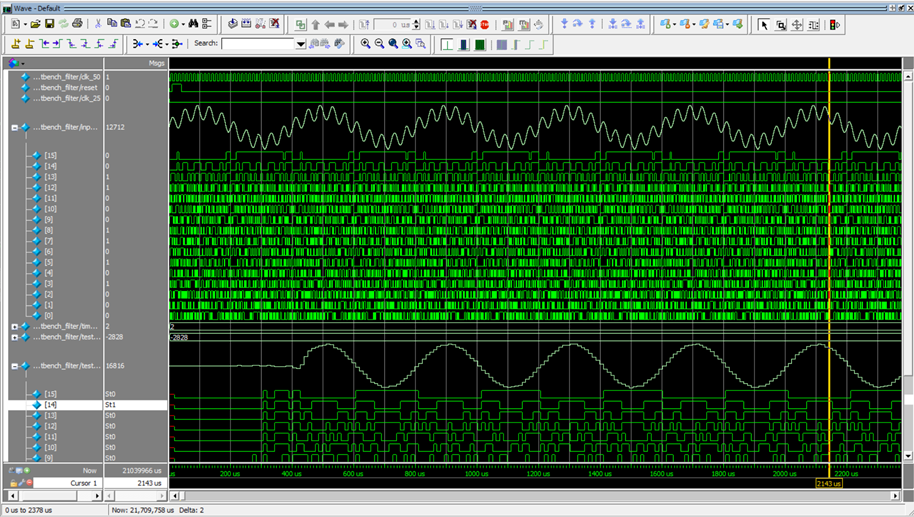 Wave - Default
0 us
Search:
Msgs
...tbench_filter/clk_50 1
...tbench_filter/reset 0
...tbench_filter/clk_25 0
...tbench_filter/inp... 12712
[15] 0
[14] 0
[13] 1
[12] 1
[11] 0
[10] 0
[9] 0
[8] 1
[7] 1
[6] 0
[5] 1
[4] 0
[3] 1
[2] 0
[1] 0
[0] 0
...tbench_filter/tm... 2 2
...tbench_filter/test... -2828 -2828
...tbench_filter/test... 16816
[15] St0
[14] St1
[13] St0
[12] St0
[11] St0
[10] St0
[9] St0
Now 21039966 us us 200 us 400 us 600 us 800 us 1000 us 1200 us 1400 us 1600 us 1800 us 2000 us 2200 us
Cursor 1 2143 us 2143 us
0 us to 2378 us Now: 21,709,758 us Delta: 2